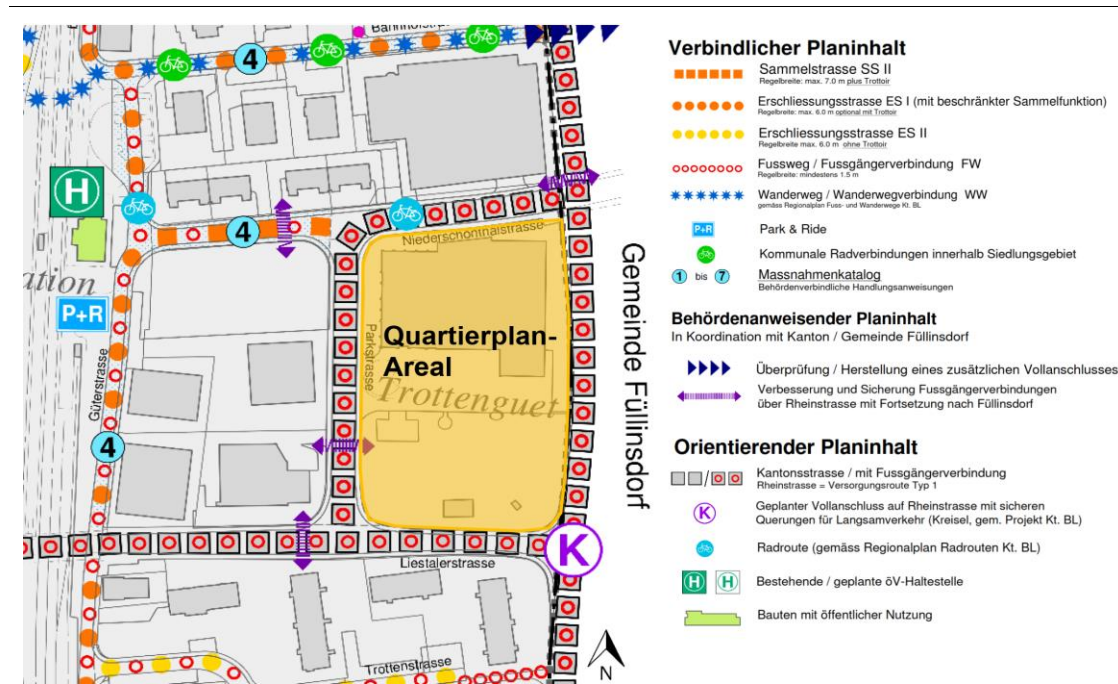 Bahnhofstrasse
4
H
Niederschöntalstrasse
4
ation
P+R
Quartierplan-
Areal
Parkstrasse
Trottenguet
Güterstrasse
4
Gemeinde Füllinsdorf
K
Liestalerstrasse
Trottenstrasse
N
Verbindlicher Planinhalt
Sammelstrasse SS II
Regelbreite: max. 7.0 m plus Trottoir
Erschliessungsstrasse ES I (mit beschränkter Sammelfunktion)
Regelbreite: max. 6.0 m optional mit Trottoir
Erschliessungsstrasse ES II
Regelbreite max. 6.0 m ohne Trottoir
Fussweg / Fussgängerverbindung FW
Regelbreite: mindestens 1.5 m
Wanderweg / Wanderwegverbindung WW
gemäss Regionalplan Fuss- und Wanderwege Kt. BL
P+R Park & Ride
Kommunale Radverbindungen innerhalb Siedlungsgebiet
1 bis 7 Massnahmenkatalog
Behördenverbindliche Handlungsanweisungen
Behördenanweisender Planinhalt
In Koordination mit Kanton / Gemeinde Füllinsdorf
Überprüfung / Herstellung eines zusätzlichen Vollanschlusses
Verbesserung und Sicherung Fussgängerverbindungen
über Rheinstrasse mit Fortsetzung nach Füllinsdorf
Orientierender Planinhalt
/ Kantonsstrasse / mit Fussgängerverbindung
Rheinstrasse = Versorgungsroute Typ 1
K Geplanter Vollanschluss auf Rheinstrasse mit sicheren
Querungen für Langsamverkehr (Kreisel, gem. Projekt Kt. BL)
Radroute (gemäss Regionalplan Radrouten Kt. BL)
H / H Bestehende / geplante öV-Haltestelle
Bauten mit öffentlicher Nutzung